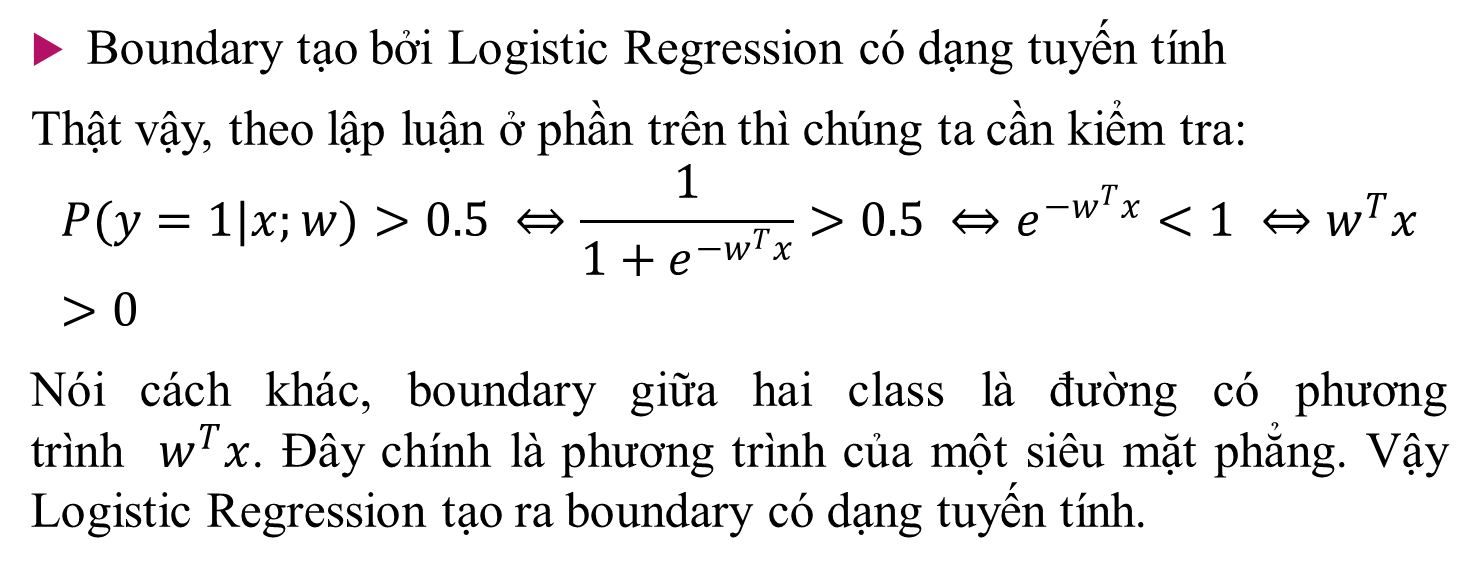 ▶ Boundary tạo bởi Logistic Regression có dạng tuyến tính
Thật vậy, theo lập luận ở phần trên thì chúng ta cần kiểm tra:
𝑃(𝑦 = 1|𝑥; 𝑤) > 0.5 ⇔ \frac{1}{1 + e^{-w^T x}} > 0.5 ⇔ e^{-w^T x} < 1 ⇔ w^T x
> 0
Nói cách khác, boundary giữa hai class là đường có phương
trình w^T x. Đây chính là phương trình của một siêu mặt phẳng. Vậy
Logistic Regression tạo ra boundary có dạng tuyến tính.